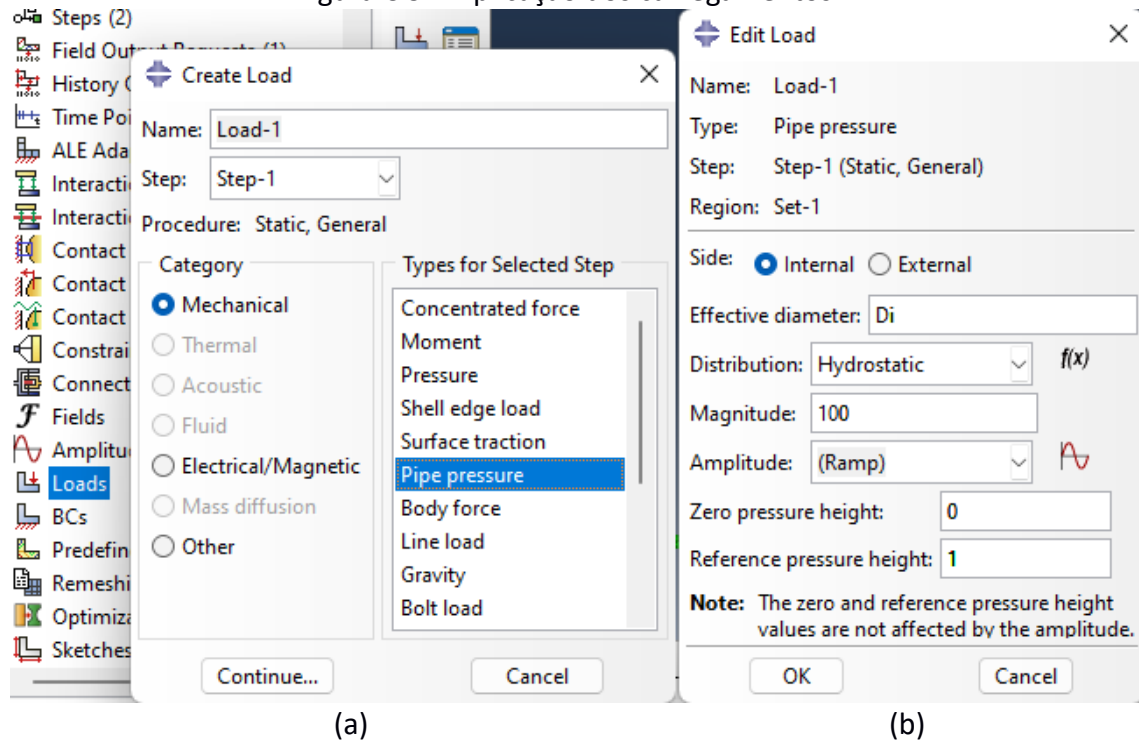 Steps (2)
Field Output Requests (1)
History
Time Poi
ALE Ada
Interacti
Interacti
Contact
Contact
Contact
Constrai
Connect
Fields
Amplitu
Loads
BCs
Predefin
Remeshi
Optimiza
Sketches
Create Load
Name: Load-1
Step: Step-1
Procedure: Static, General
Category
Mechanical
Thermal
Acoustic
Fluid
Electrical/Magnetic
Mass diffusion
Other
Types for Selected Step
Concentrated force
Moment
Pressure
Shell edge load
Surface traction
Pipe pressure
Body force
Line load
Gravity
Bolt load
Continue... Cancel
(a)
Edit Load
Name: Load-1
Type: Pipe pressure
Step: Step-1 (Static, General)
Region: Set-1
Side: Internal External
Effective diameter: Di
Distribution: Hydrostatic f(x)
Magnitude: 100
Amplitude: (Ramp)
Zero pressure height: 0
Reference pressure height: 1
Note: The zero and reference pressure height
values are not affected by the amplitude.
OK Cancel
(b)